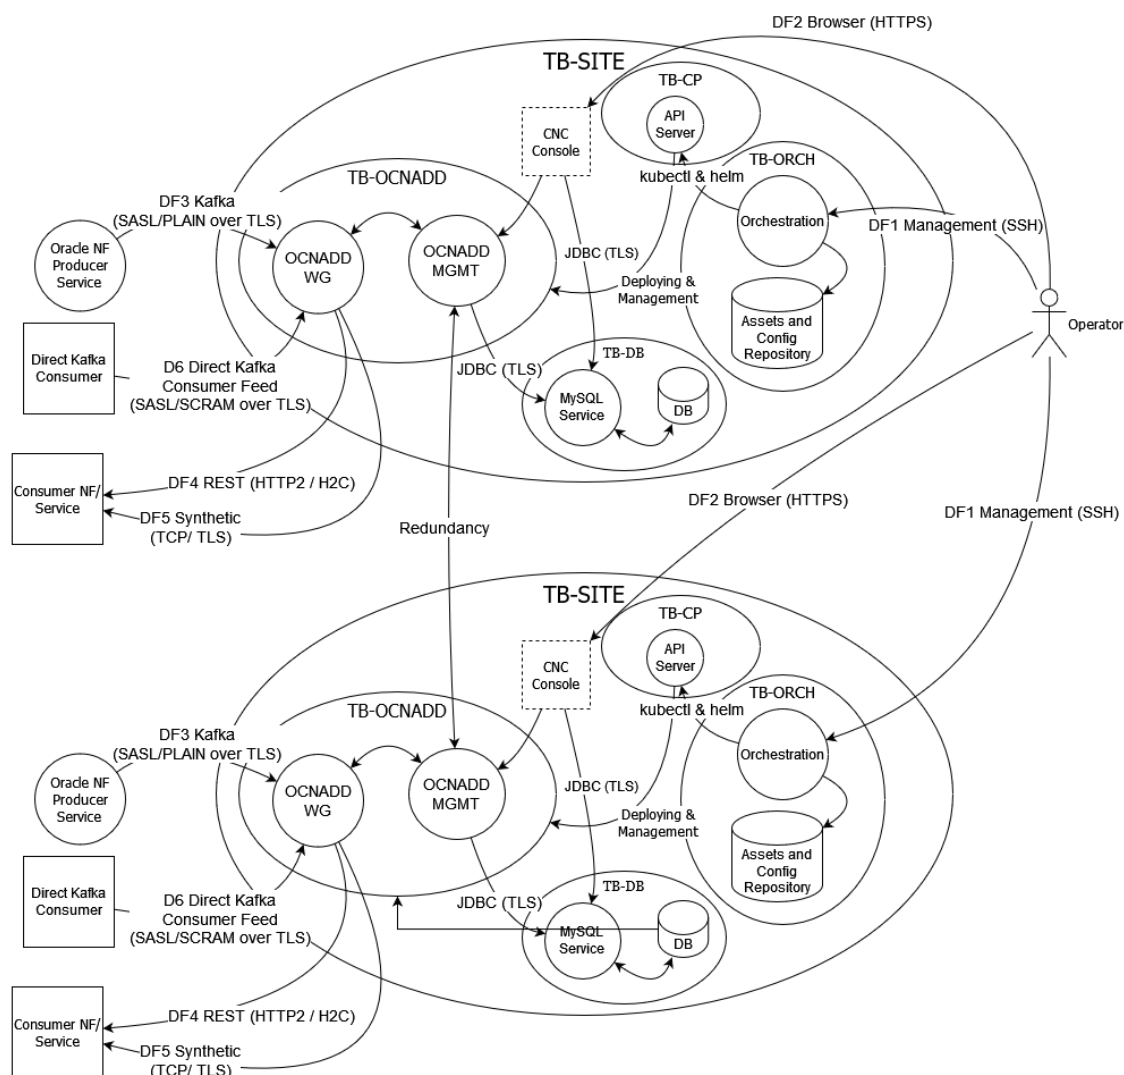 DF2 Browser (HTTPS)
TB-SITE
TB-CP
API
Server
CNC
Console
TB-ORCH
kubectl & helm
TB-OCNADD
DF3 Kafka
(SASL/PLAIN over TLS)
Orchestration
DF1 Management (SSH)
Oracle NF
Producer
Service
OCNADD
WG
OCNADD
MGMT
JDBC (TLS)
Deploying &
Management
Assets and
Config
Repository
Operator
Direct Kafka
Consumer
D6 Direct Kafka
Consumer Feed
(SASL/SCRAM over TLS)
JDBC (TLS)
TB-DB
MySQL
Service
DB
Consumer NF/
Service
DF4 REST (HTTP2 / H2C)
DF5 Synthetic
(TCP/ TLS)
Redundancy
DF2 Browser (HTTPS)
DF1 Management (SSH)
TB-SITE
TB-CP
API
Server
CNC
Console
TB-ORCH
kubectl & helm
TB-OCNADD
DF3 Kafka
(SASL/PLAIN over TLS)
Orchestration
Oracle NF
Producer
Service
OCNADD
WG
OCNADD
MGMT
JDBC (TLS)
Deploying &
Management
Assets and
Config
Repository
Direct Kafka
Consumer
D6 Direct Kafka
Consumer Feed
(SASL/SCRAM over TLS)
JDBC (TLS)
TB-DB
MySQL
Service
DB
Consumer NF/
Service
DF4 REST (HTTP2 / H2C)
DF5 Synthetic
(TCP/ TLS)